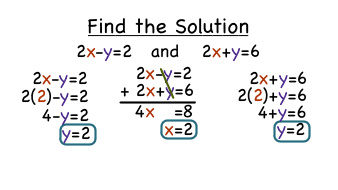 Find the Solution
2x-y=2 and 2x+y=6
2x-y=2
2(2)-y=2
4-y=2
y=2
2x-y=2
+ 2x+y=6
4x =8
x=2
2x+y=6
2(2)+y=6
4+y=6
y=2